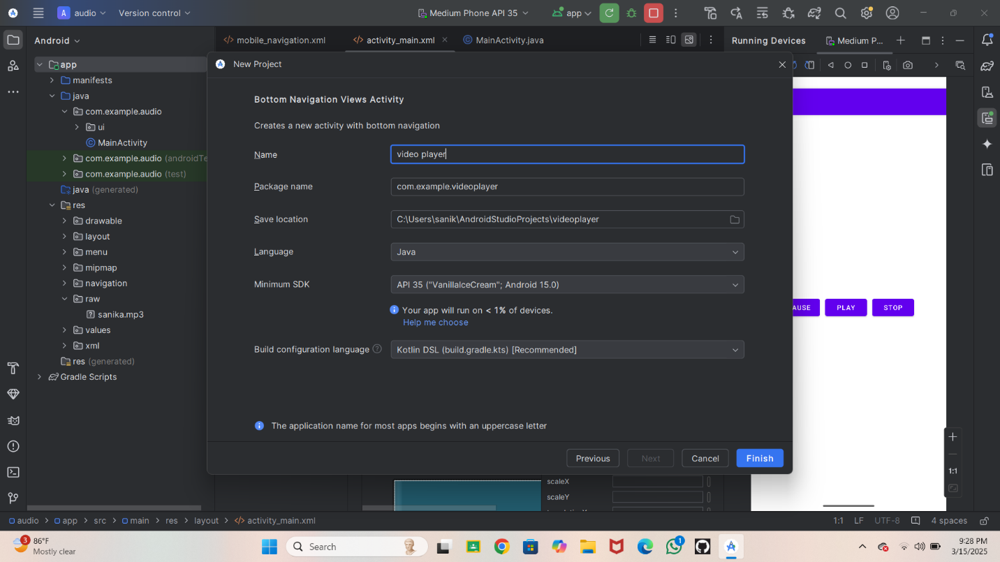 A audio Version control Medium Phone API 35 app
Android
mobile_navigation.xml activity_main.xml MainActivity.java
Running Devices Medium P...
app
manifests
java
com.example.audio
ui
MainActivity
com.example.audio (androidTe
com.example.audio (test)
java (generated)
res
drawable
layout
menu
mipmap
navigation
raw
sanika.mp3
values
xml
res (generated)
Gradle Scripts
New Project
Bottom Navigation Views Activity
Creates a new activity with bottom navigation
Name video player
Package name com.example.videoplayer
Save location C:\Users\sanik\AndroidStudioProjects\videoplayer
Language Java
Minimum SDK API 35 ("VanillaIceCream"; Android 15.0)
Your app will run on < 1% of devices.
Help me choose
Build configuration language Kotlin DSL (build.gradle.kts) [Recommended]
The application name for most apps begins with an uppercase letter
Previous Next Cancel Finish
AUSE PLAY STOP
1:1
scaleX
scaleY
audio > app > src > main > res > layout > activity_main.xml
1:1 LF UTF-8 4 spaces
3 86°F
Mostly clear
Search
1
9:28 PM
3/15/2025